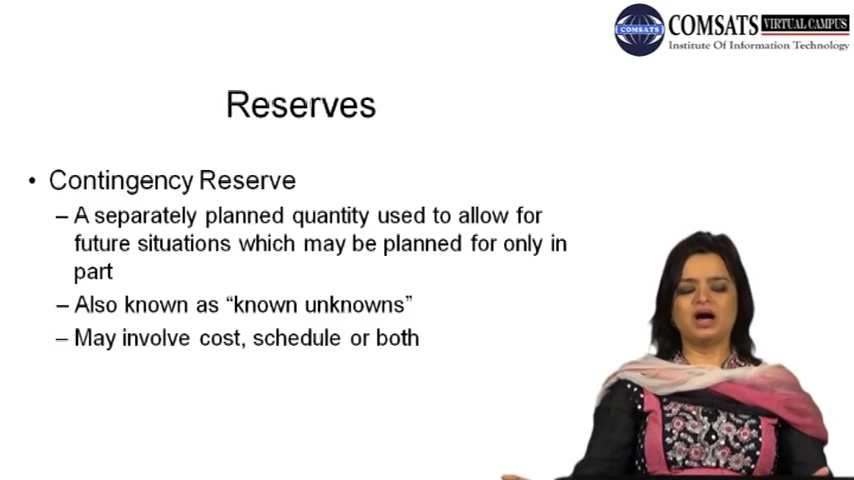 COMSATS
COMSATS VIRTUAL CAMPUS
Institute Of Information Technology
Reserves
• Contingency Reserve
– A separately planned quantity used to allow for
future situations which may be planned for only in
part
– Also known as “known unknowns”
– May involve cost, schedule or both